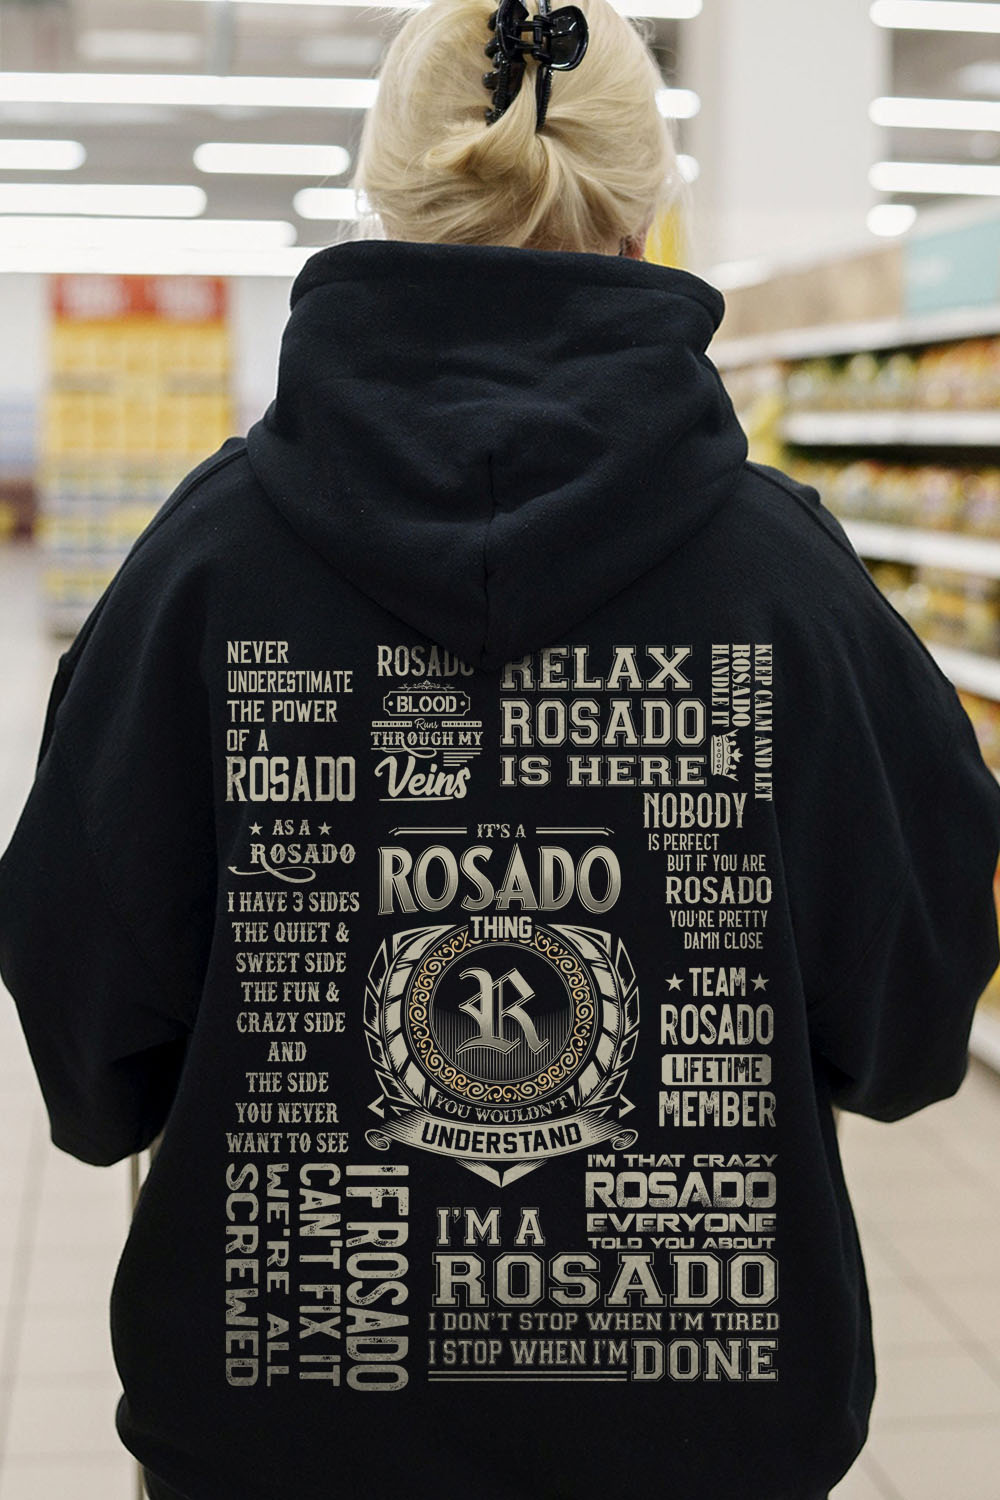 NEVER
UNDERESTIMATE
THE POWER
OF A
ROSADO
ROSADO
BLOOD
Runs
THROUGH MY
Veins
RELAX
ROSADO
IS HERE
KEEP CALM AND LET
ROSADO
HANDLE IT
NOBODY
IS PERFECT
BUT IF YOU ARE
ROSADO
YOU'RE PRETTY
DAMN CLOSE
AS A
ROSADO
I HAVE 3 SIDES
THE QUIET &
SWEET SIDE
THE FUN &
CRAZY SIDE
AND
THE SIDE
YOU NEVER
WANT TO SEE
IT'S A
ROSADO
THING
R
YOU WOULDN'T
UNDERSTAND
TEAM
ROSADO
LIFETIME
MEMBER
IF ROSADO
CAN'T FIX IT
WE'RE ALL
SCREWED
I'M THAT CRAZY
ROSADO
EVERYONE
TOLD YOU ABOUT
I'M A
ROSADO
I DON'T STOP WHEN I'M TIRED
I STOP WHEN I'M DONE